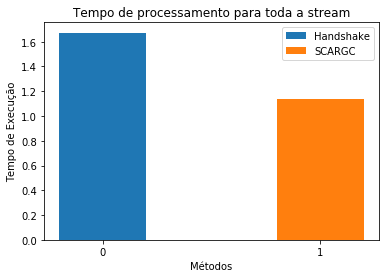 Tempo de processamento para toda a stream
Handshake
SCARGC
Tempo de Execução
1.6
1.4
1.2
1.0
0.8
0.6
0.4
0.2
0.0
0
1
Métodos